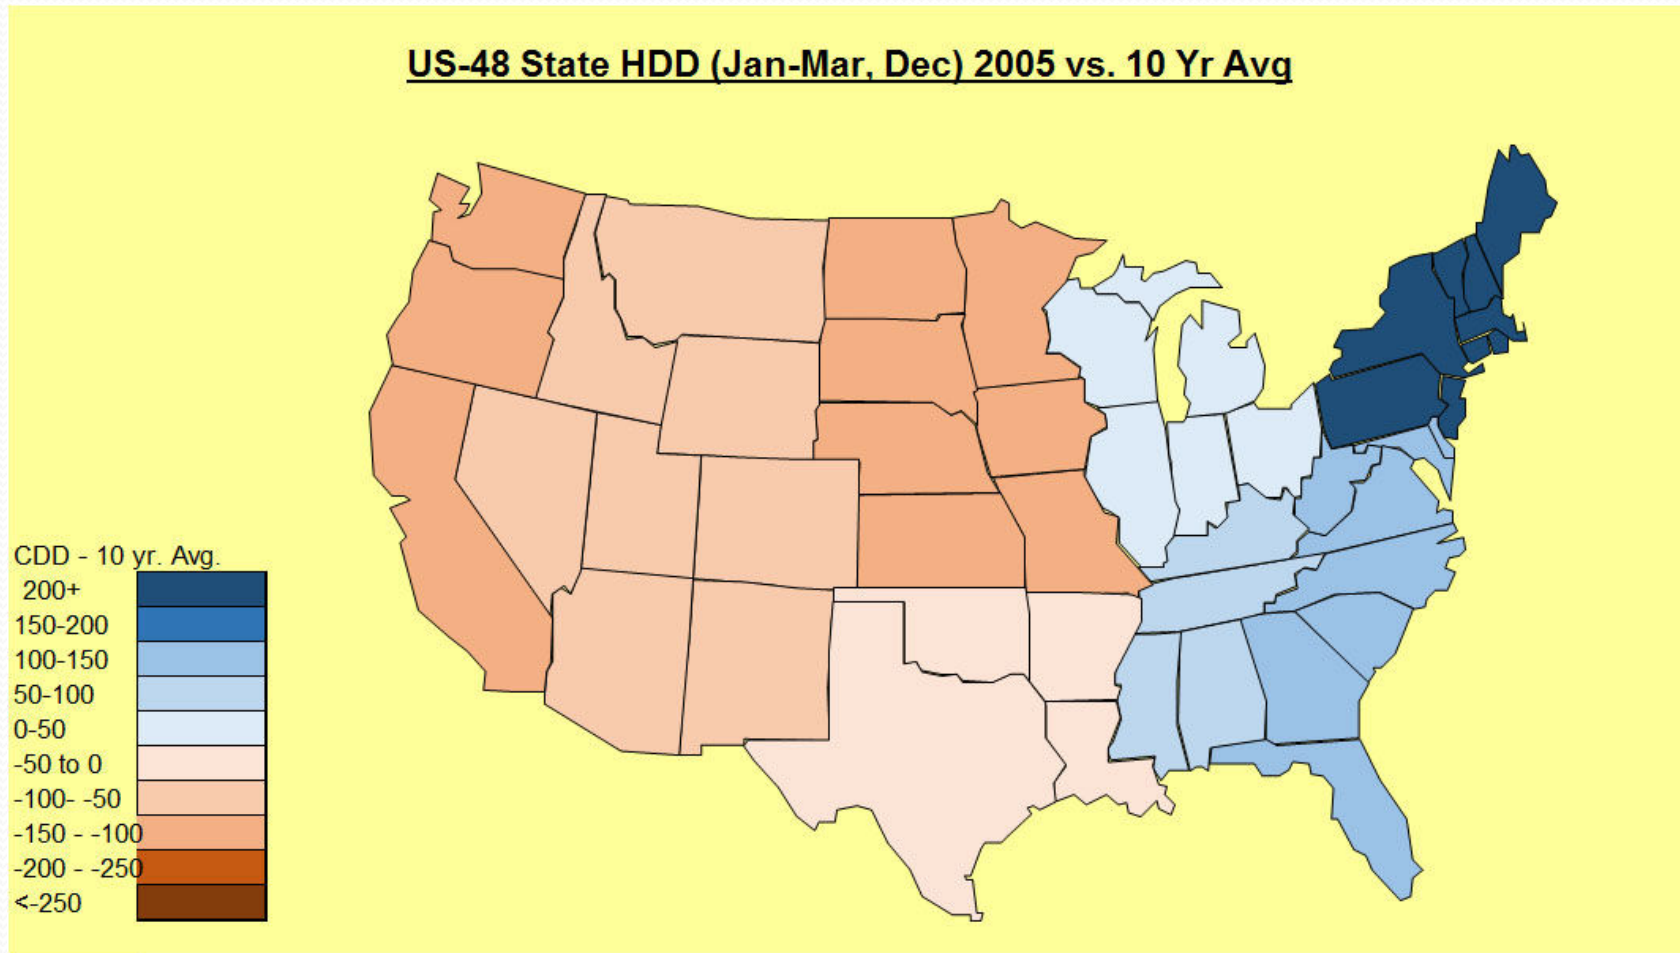 US-48 State HDD (Jan-Mar, Dec) 2005 vs. 10 Yr Avg
CDD - 10 yr. Avg.
200+
150-200
100-150
50-100
0-50
-50 to 0
-100- -50
-150 - -100
-200 - -250
<-250